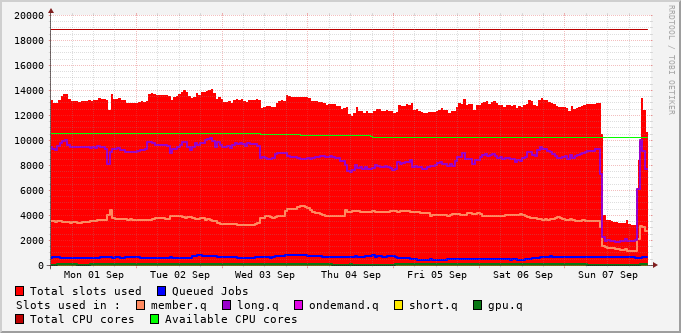 RRDTOOL / TOBI OETIKER
20000
18000
16000
14000
12000
10000
8000
6000
4000
2000
0
Mon 01 Sep Tue 02 Sep Wed 03 Sep Thu 04 Sep Fri 05 Sep Sat 06 Sep Sun 07 Sep
Total slots used Queued Jobs
Slots used in : member.q long.q ondemand.q short.q gpu.q
Total CPU cores Available CPU cores